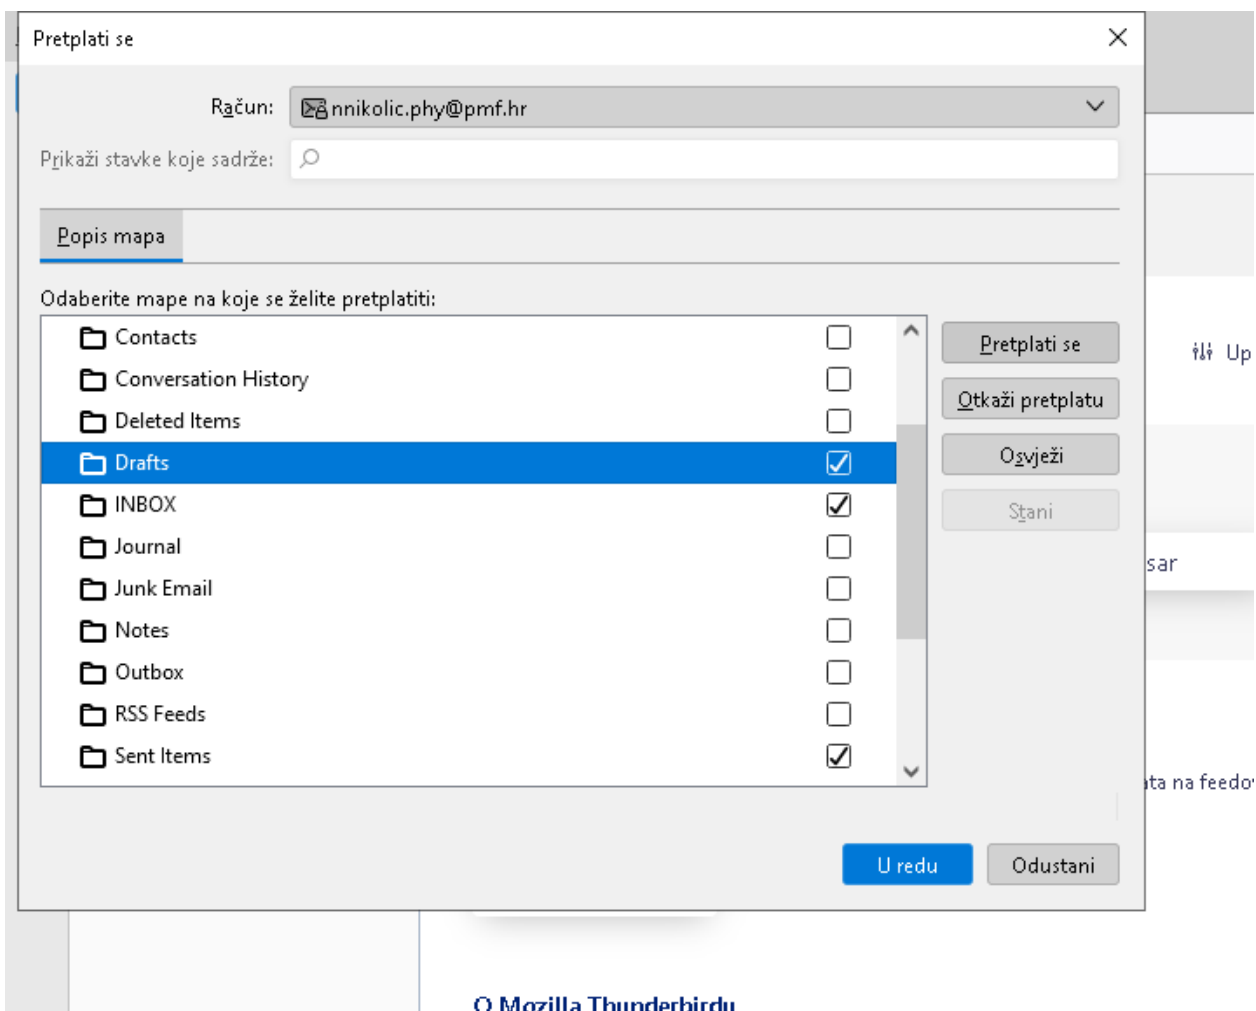 Pretplati se
Račun: nnikolic.phy@pmf.hr
Prikaži stavke koje sadrže:
Popis mapa
Odaberite mape na koje se želite pretplatiti:
Contacts
Conversation History
Deleted Items
Drafts
INBOX
Journal
Junk Email
Notes
Outbox
RSS Feeds
Sent Items
Pretplati se
Otkaži pretplatu
Osvježi
Stani
U redu
Odustani
Up
sar
ata na feedo
O Mozilla Thunderbirdu